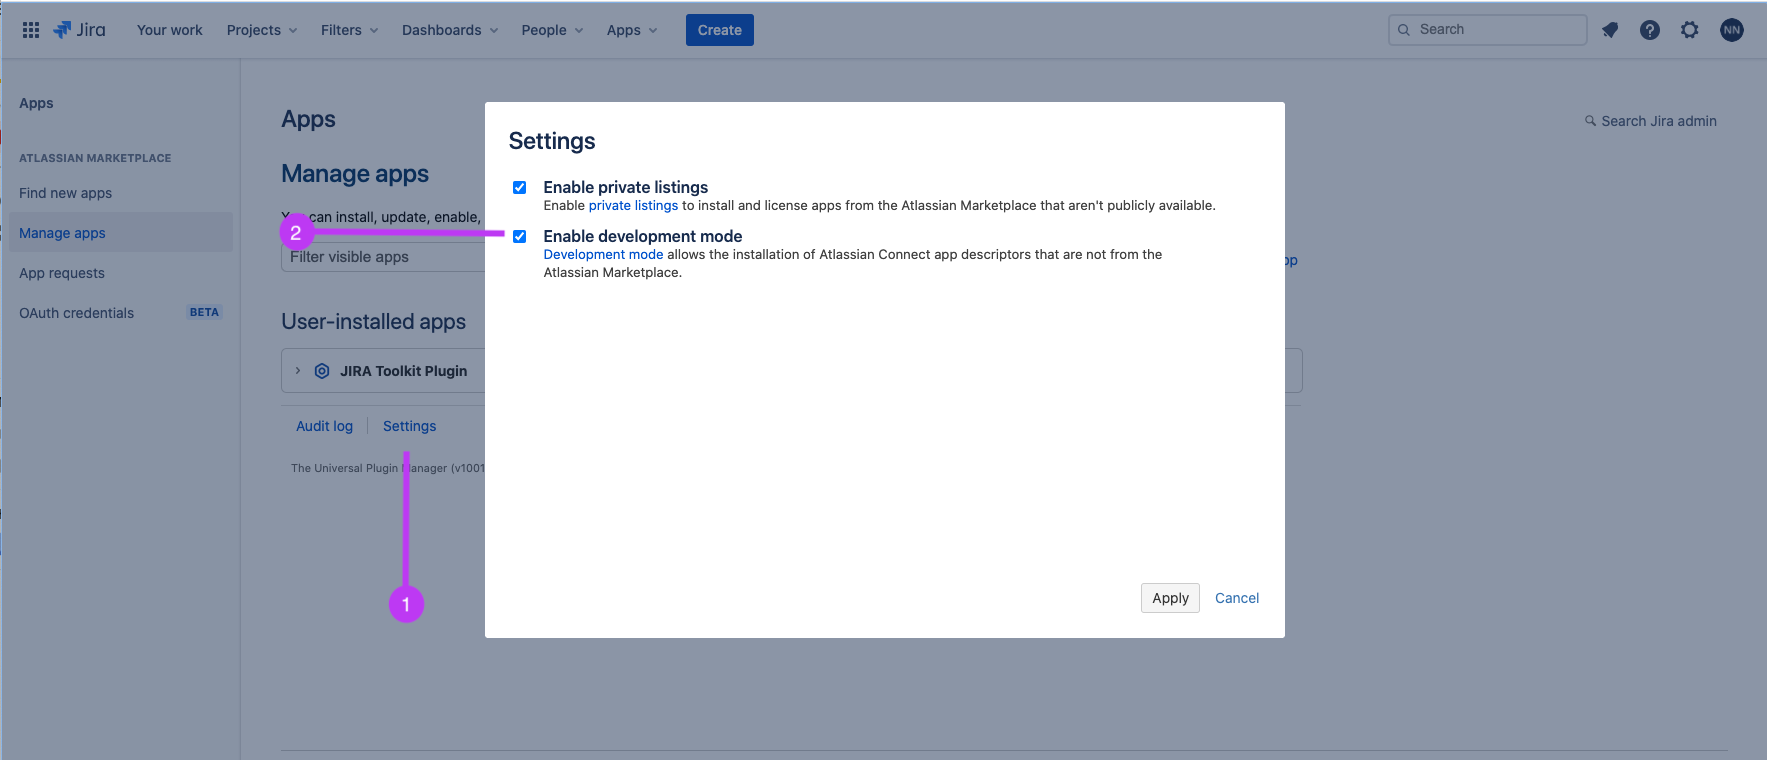 Jira
Your work
Projects
Filters
Dashboards
People
Apps
Create
Search
NN
Apps
ATLASSIAN MARKETPLACE
Find new apps
Manage apps
App requests
OAuth credentials
BETA
Apps
Search Jira admin
Manage apps
can install, update, enable,
Filter visible apps
User-installed apps
JIRA Toolkit Plugin
Audit log
Settings
The Universal Plugin Manager (v1001
Settings
Enable private listings
Enable private listings to install and license apps from the Atlassian Marketplace that aren't publicly available.
Enable development mode
Development mode allows the installation of Atlassian Connect app descriptors that are not from the
Atlassian Marketplace.
Apply
Cancel
2
1